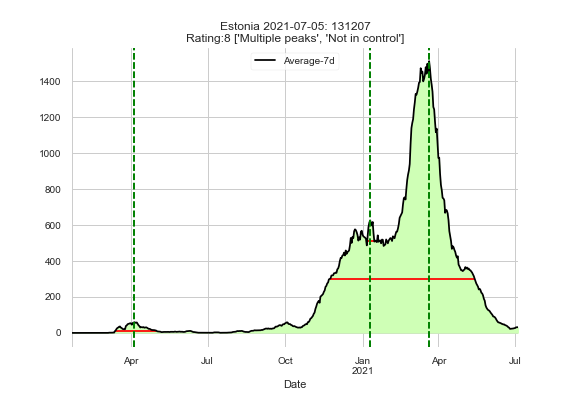 Estonia 2021-07-05: 131207
Rating:8 ['Multiple peaks', 'Not in control']
Average-7d
1400
1200
1000
800
600
400
200
0
Apr Jul Oct Jan Apr Jul
2021
Date